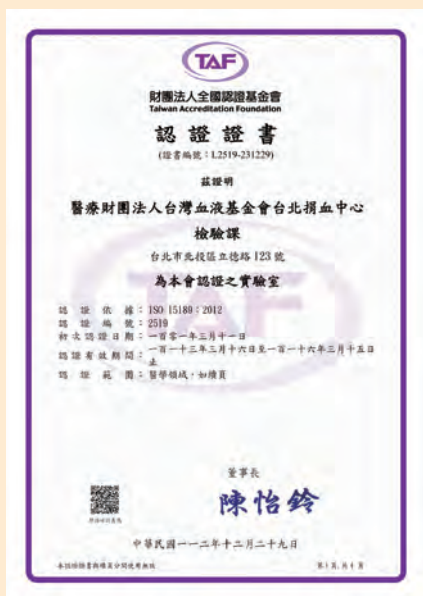 TAF
財團法人全國認證基金會
Taiwan Accreditation Foundation
認證證書
(證書編號:L2519-231229)
茲證明
醫療財團法人台灣血液基金會台北捐血中心
檢驗課
台北市北投區立德路 123 號
為本會認證之實驗室
認證依據:ISO 15189:2012
認證編號:2519
初次認證日期:一百零一年三月十一日
認證有效期間:一百一十三年三月十六日至一百一十六年三月十五日
止
認證範圍:醫學領域,如續頁
董事長
陳怡鈴
中華民國一一二年十二月二十九日
第1頁,共4頁